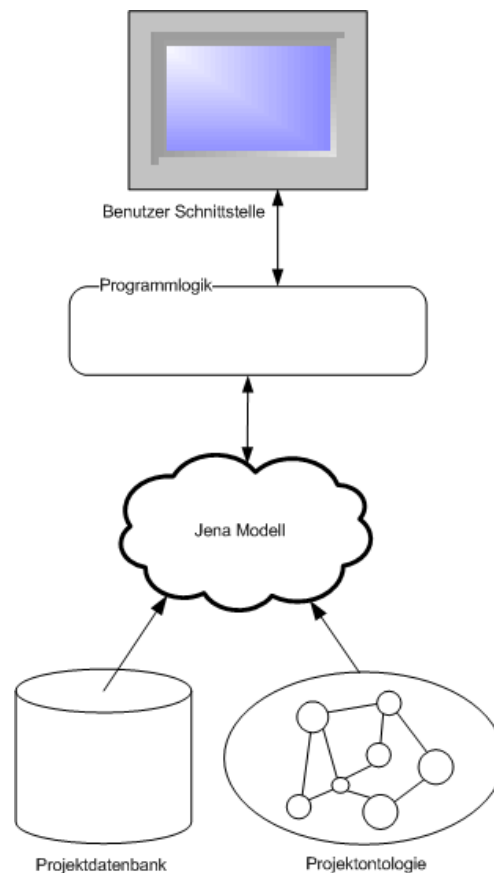 Benutzer Schnittstelle
Programmlogik
Jena Modell
Projektdatenbank
Projektontologie